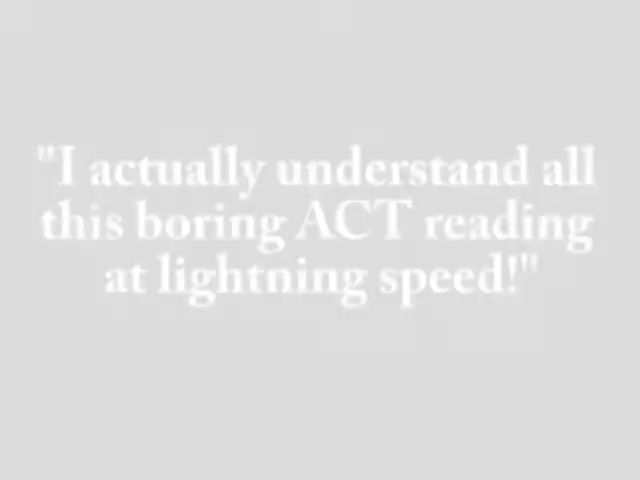 "I actually understand all
this boring ACT reading
at lightning speed!"